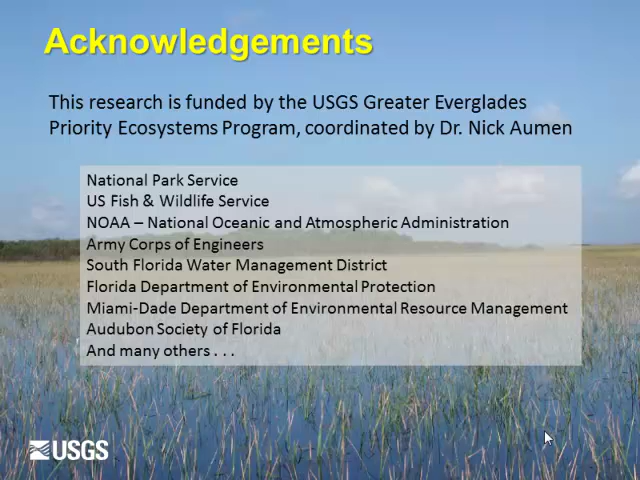 Acknowledgements
This research is funded by the USGS Greater Everglades
Priority Ecosystems Program, coordinated by Dr. Nick Aumen
National Park Service
US Fish & Wildlife Service
NOAA – National Oceanic and Atmospheric Administration
Army Corps of Engineers
South Florida Water Management District
Florida Department of Environmental Protection
Miami-Dade Department of Environmental Resource Management
Audubon Society of Florida
And many others . . .
USGS